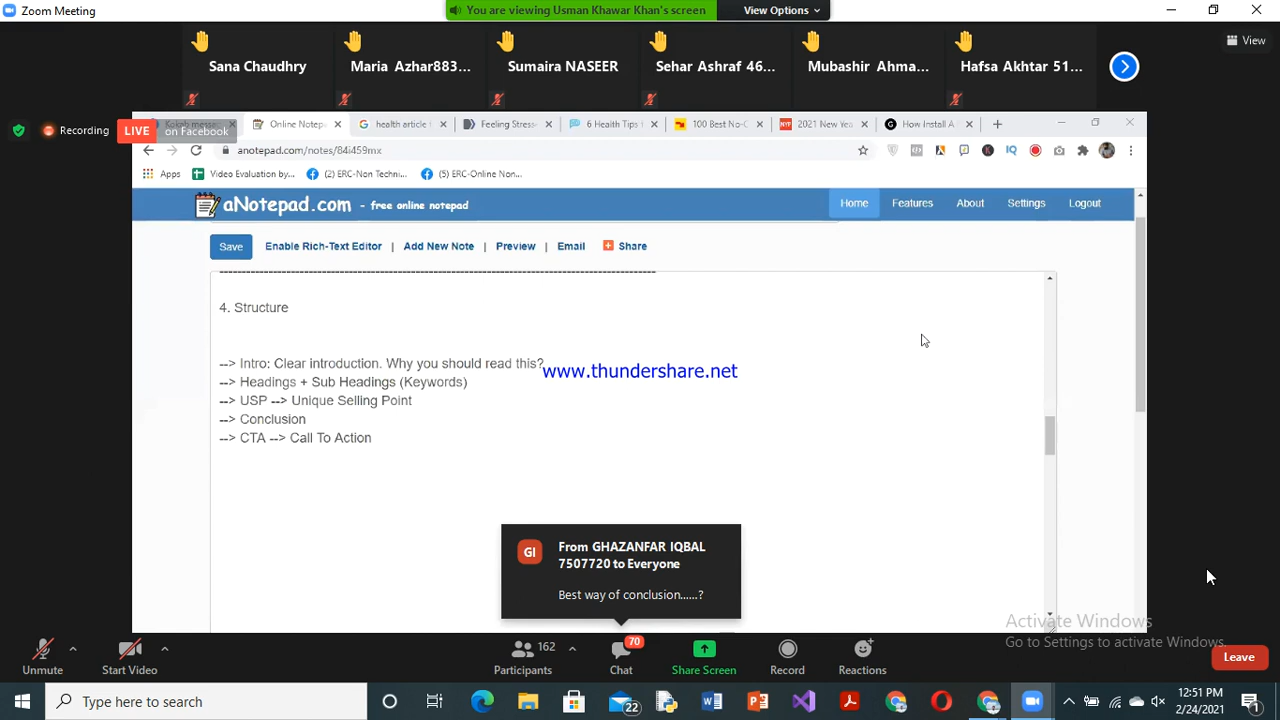 Zoom Meeting
You are viewing Usman Khawar Khan's screen
View Options
Sana Chaudhry
Maria Azhar883...
Sumaira NASEER
Sehar Ashraf 46...
Mubashir Ahma...
Hafsa Akhtar 51...
View
Recording
LIVE on Facebook
Online Notep
health article
Feeling Stress
6 Health Tips
100 Best No-C
2021 New Yea
How Install A
anotepad.com/notes/84i459mx
Apps
Video Evaluation by...
(2) ERC-Non Techni...
(5) ERC-Online Non...
aNotepad.com - free online notepad
Home
Features
About
Settings
Logout
Save
Enable Rich-Text Editor | Add New Note | Preview | Email
Share
4. Structure
--> Intro: Clear introduction. Why you should read this?
www.thundershare.net
--> Headings + Sub Headings (Keywords)
--> USP --> Unique Selling Point
--> Conclusion
--> CTA --> Call To Action
GI
From GHAZANFAR IQBAL
7507720 to Everyone
Best way of conclusion......?
Activate Windows
Go to Settings to activate Windows.
Unmute
Start Video
162
Participants
70
Chat
Share Screen
Record
Reactions
Leave
Type here to search
22
12:51 PM
2/24/2021
1